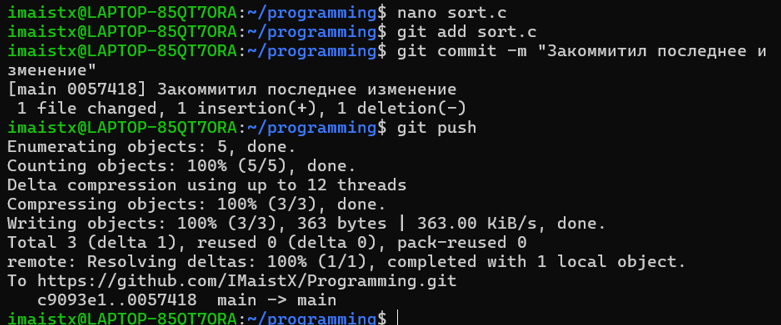 imaistx@LAPTOP-85QT7ORA:~/programming$ nano sort.c
imaistx@LAPTOP-85QT7ORA:~/programming$ git add sort.c
imaistx@LAPTOP-85QT7ORA:~/programming$ git commit -m "Закоммитил последнее и
зменение"
[main 0057418] Закоммитил последнее изменение
 1 file changed, 1 insertion(+), 1 deletion(-)
imaistx@LAPTOP-85QT7ORA:~/programming$ git push
Enumerating objects: 5, done.
Counting objects: 100% (5/5), done.
Delta compression using up to 12 threads
Compressing objects: 100% (3/3), done.
Writing objects: 100% (3/3), 363 bytes | 363.00 KiB/s, done.
Total 3 (delta 1), reused 0 (delta 0), pack-reused 0
remote: Resolving deltas: 100% (1/1), completed with 1 local object.
To https://github.com/IMaistX/Programming.git
   c9093e1..0057418  main -> main
imaistx@LAPTOP-85QT7ORA:~/programming$